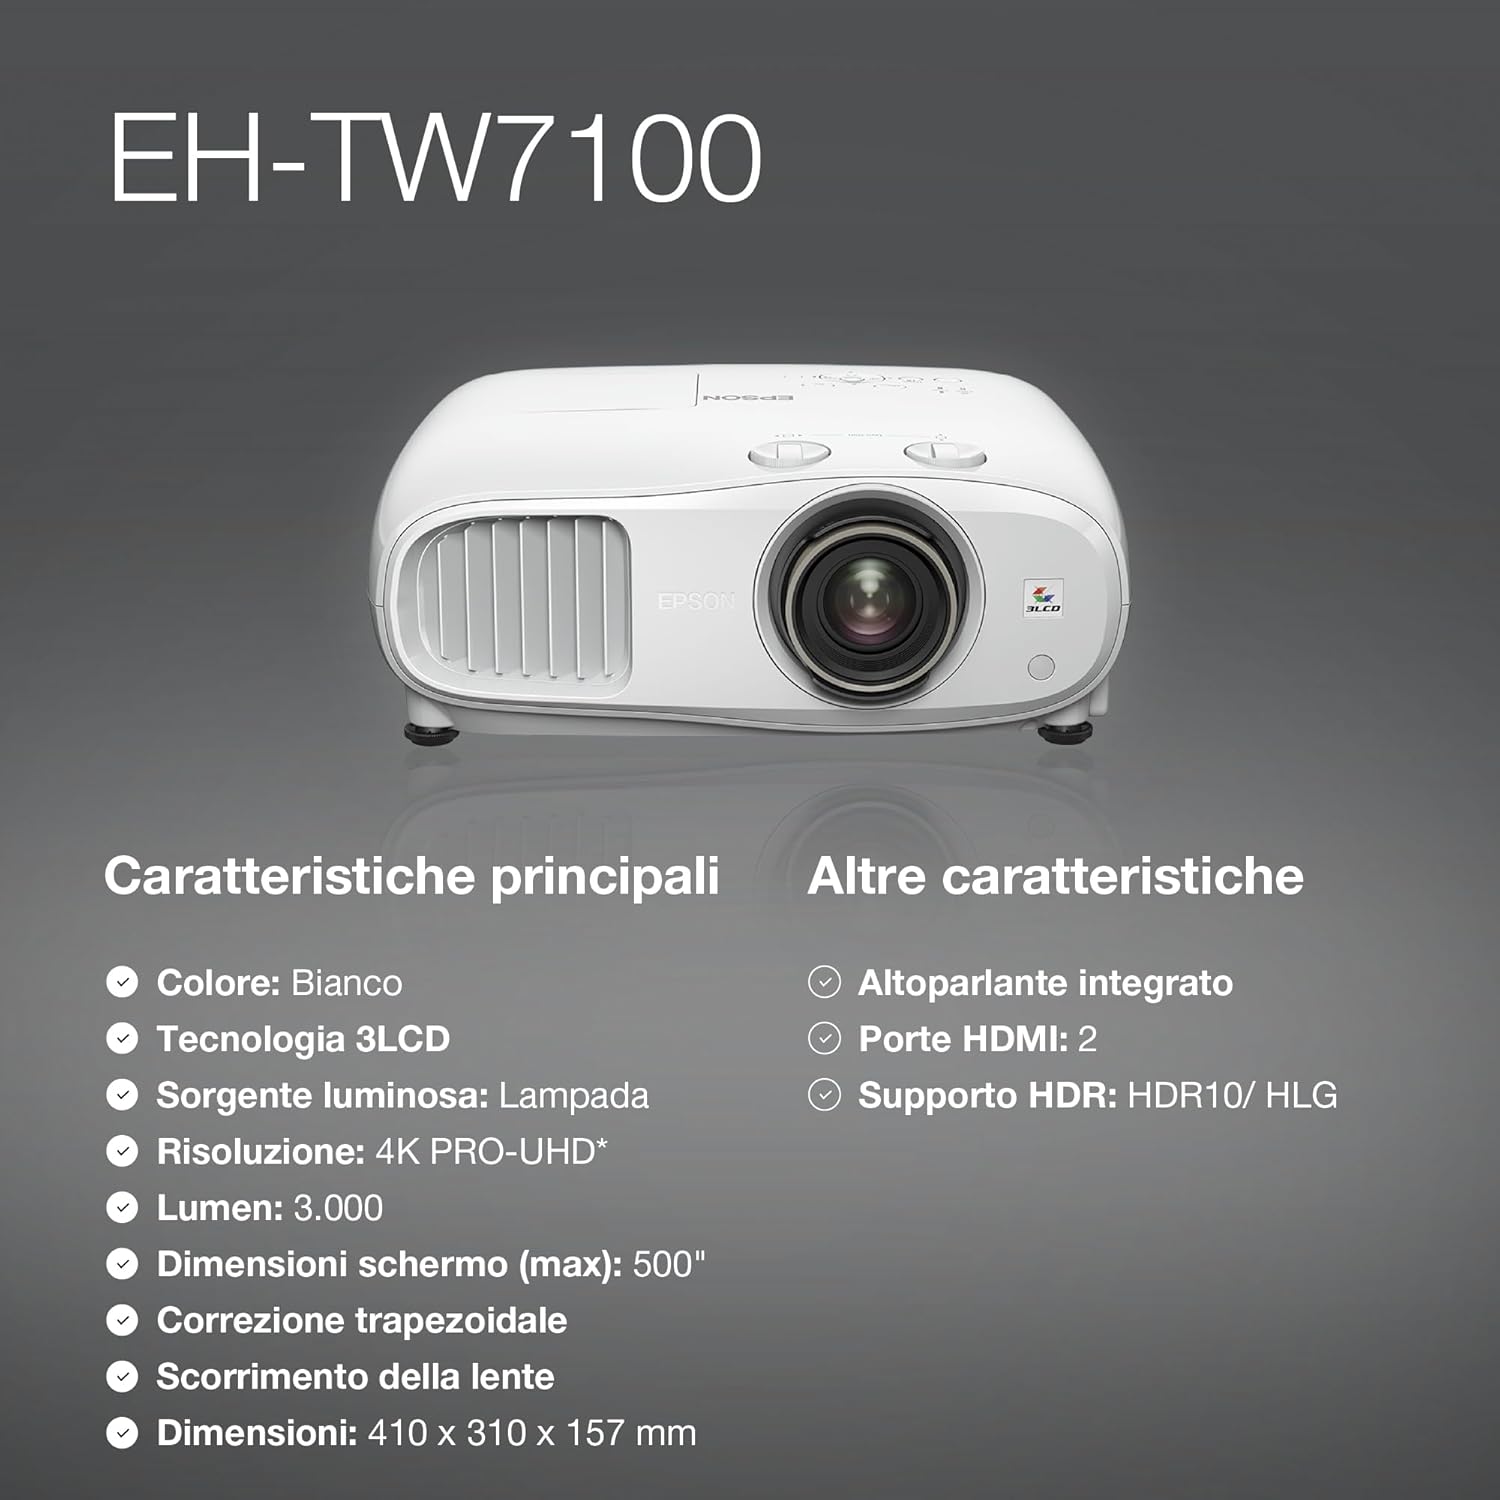 EH-TW7100
EPSON
EPSON
3LCD
Caratteristiche principali
Colore: Bianco
Tecnologia 3LCD
Sorgente luminosa: Lampada
Risoluzione: 4K PRO-UHD*
Lumen: 3.000
Dimensioni schermo (max): 500"
Correzione trapezoidale
Scorrimento della lente
Dimensioni: 410 x 310 x 157 mm
Altre caratteristiche
Altoparlante integrato
Porte HDMI: 2
Supporto HDR: HDR10/ HLG